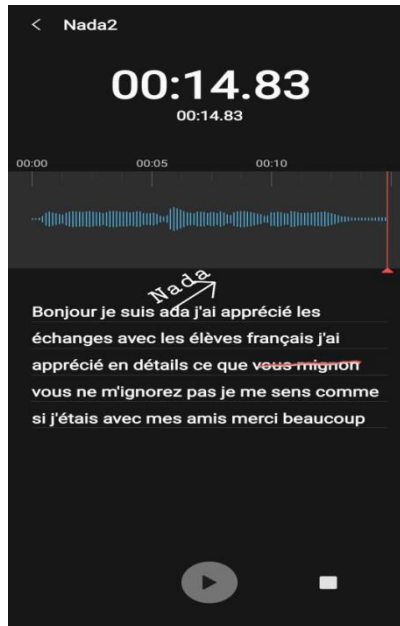 Nada2
00:14.83
00:14.83
00:00 00:05 00:10
Nada
Bonjour je suis ada j'ai apprécié les
échanges avec les élèves français j'ai
apprécié en détails ce que vous mignon
vous ne m'ignorez pas je me sens comme
si j'étais avec mes amis merci beaucoup